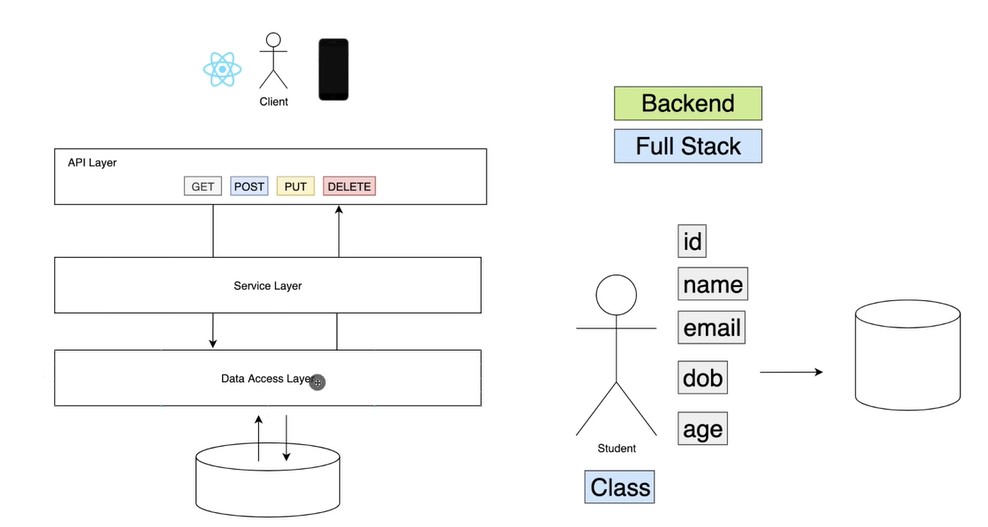 Client
API Layer
GET POST PUT DELETE
Service Layer
Data Access Layer
Backend
Full Stack
id
name
email
dob
age
Student
Class